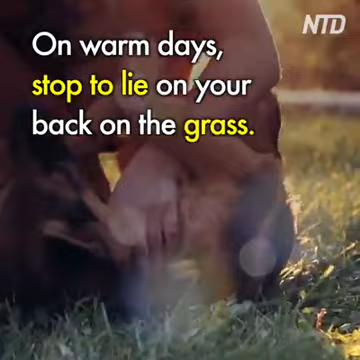 NTD
On warm days,
stop to lie on your
back on the grass.